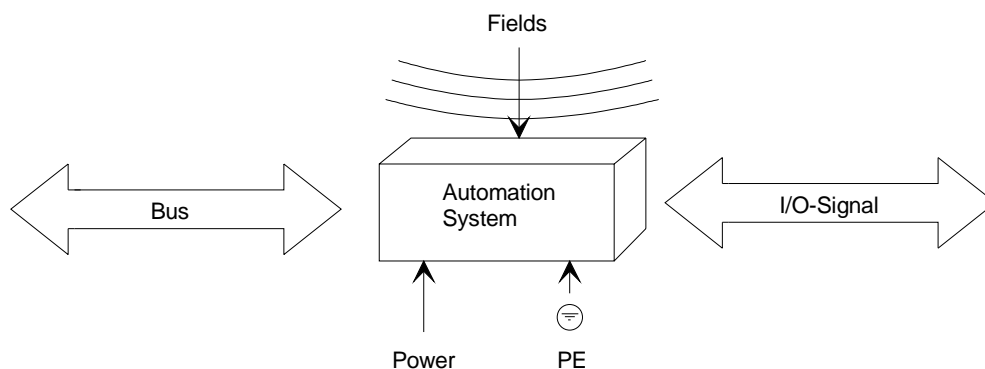 Fields
Automation
System
Bus
I/O-Signal
Power
PE